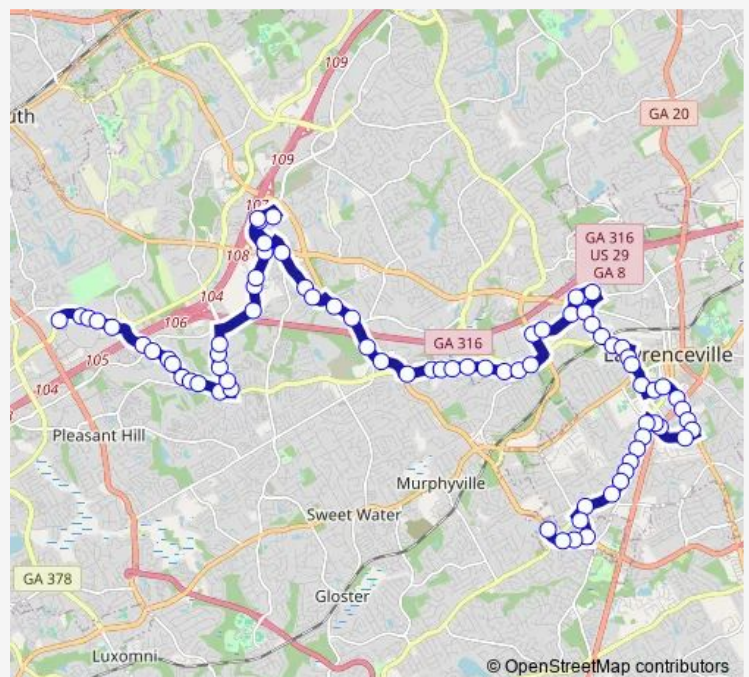 109
uth
GA 20
109
107
108
GA 316
US 29
GA 8
104
106
105
GA 316
Lawrenceville
104
Pleasant Hill
Murphyville
Sweet Water
GA 378
Gloster
Luxomni
© OpenStreetMap contributors